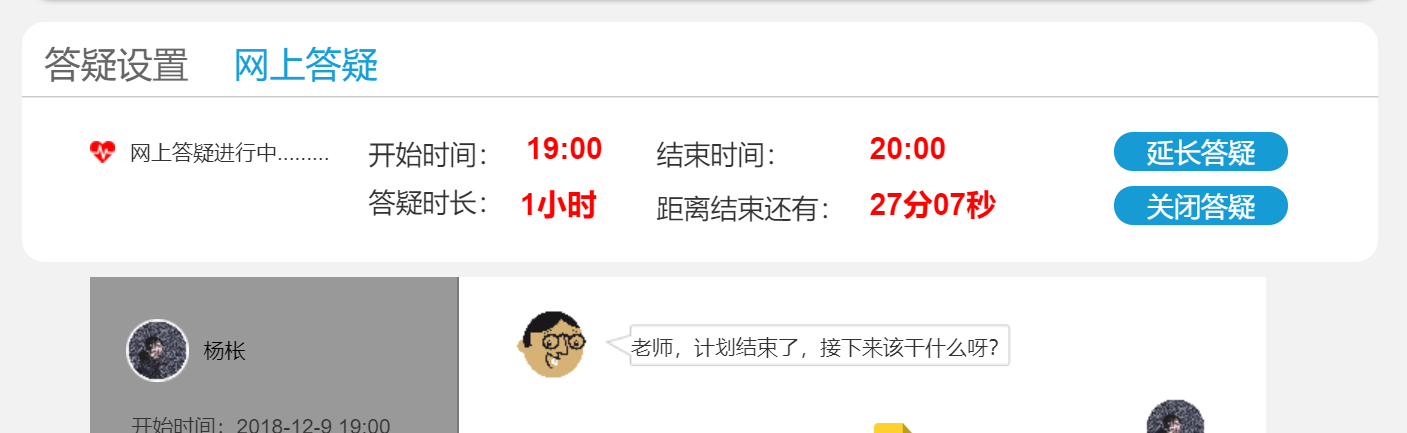 答疑设置 网上答疑
网上答疑进行中......... 开始时间： 19:00 结束时间： 20:00 延长答疑
答疑时长： 1小时 距离结束还有： 27分07秒 关闭答疑
杨枨
老师，计划结束了，接下来该干什么呀?
开始时间：2018-12-9 19:00